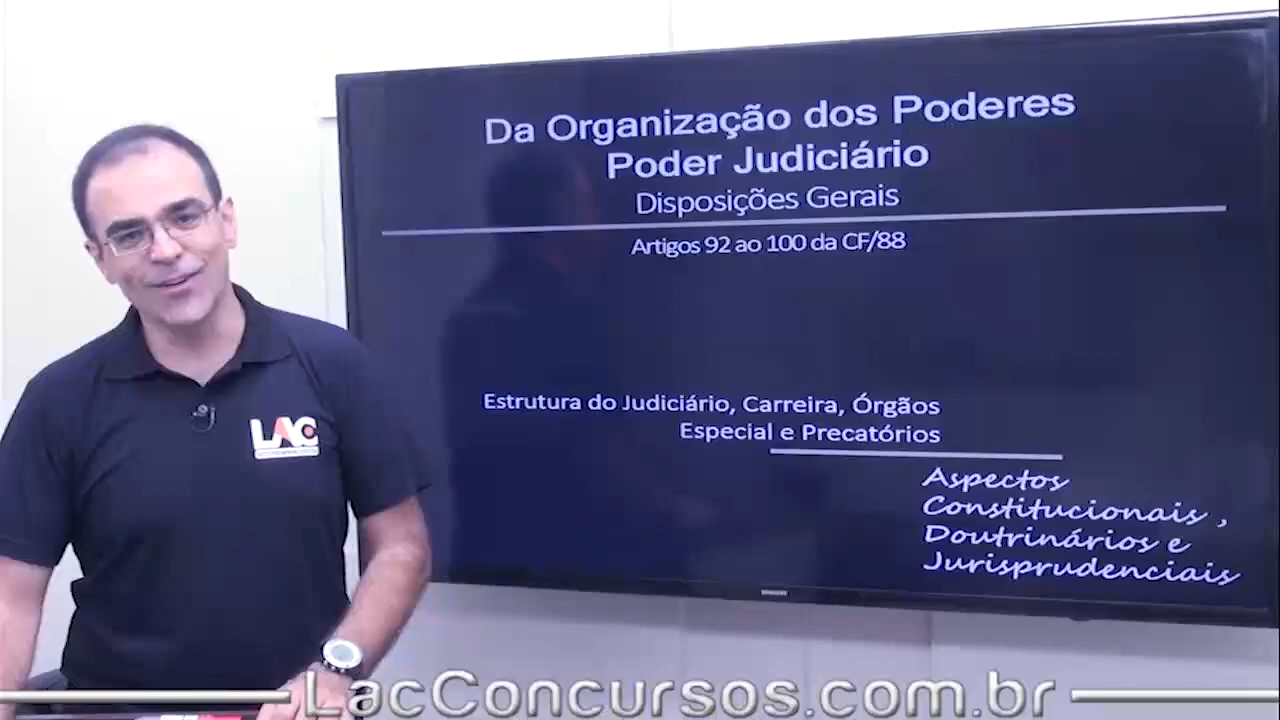 Da Organização dos Poderes
Poder Judiciário
Disposições Gerais
Artigos 92 ao 100 da CF/88
Estrutura do Judiciário, Carreira, Órgãos
Especial e Precatórios
Aspectos
Constitucionais ,
Doutrinários e
Jurisprudenciais
LAC
SAMSUNG
LacConcursos.com.br